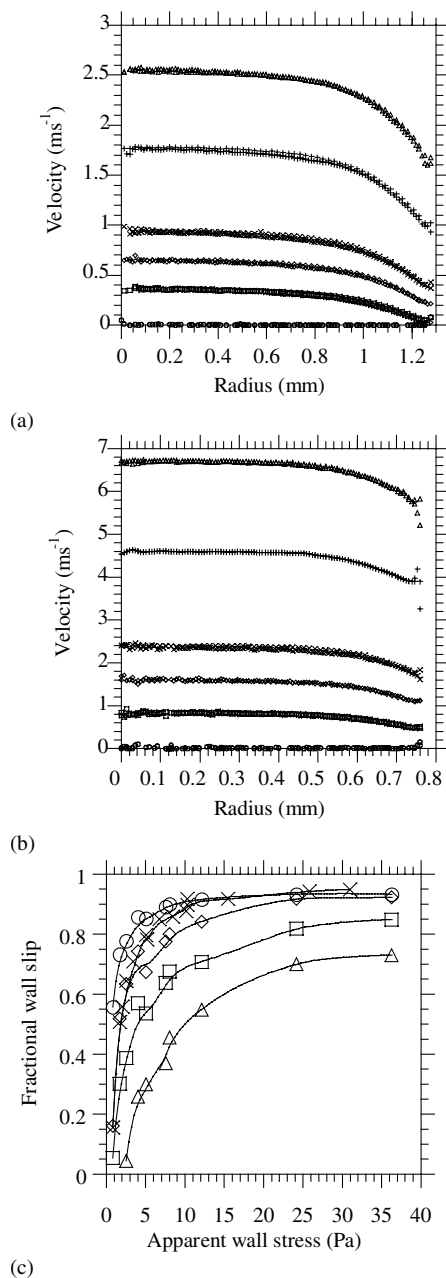 3
2.5
2
1.5
1
0.5
0
Velocity (ms-1)
0 0.2 0.4 0.6 0.8 1 1.2
Radius (mm)
(a)
7
6
5
4
3
2
1
0
Velocity (ms-1)
0 0.1 0.2 0.3 0.4 0.5 0.6 0.7 0.8
Radius (mm)
(b)
1
0.8
0.6
0.4
0.2
0
Fractional wall slip
0 5 10 15 20 25 30 35 40
Apparent wall stress (Pa)
(c)